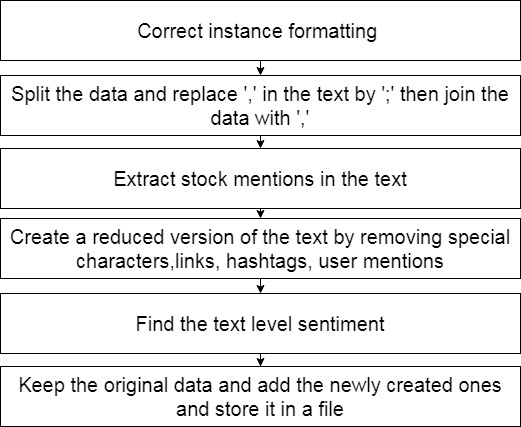 Correct instance formatting
Split the data and replace ',' in the text by ';' then join the
data with ','
Extract stock mentions in the text
Create a reduced version of the text by removing special
characters,links, hashtags, user mentions
Find the text level sentiment
Keep the original data and add the newly created ones
and store it in a file